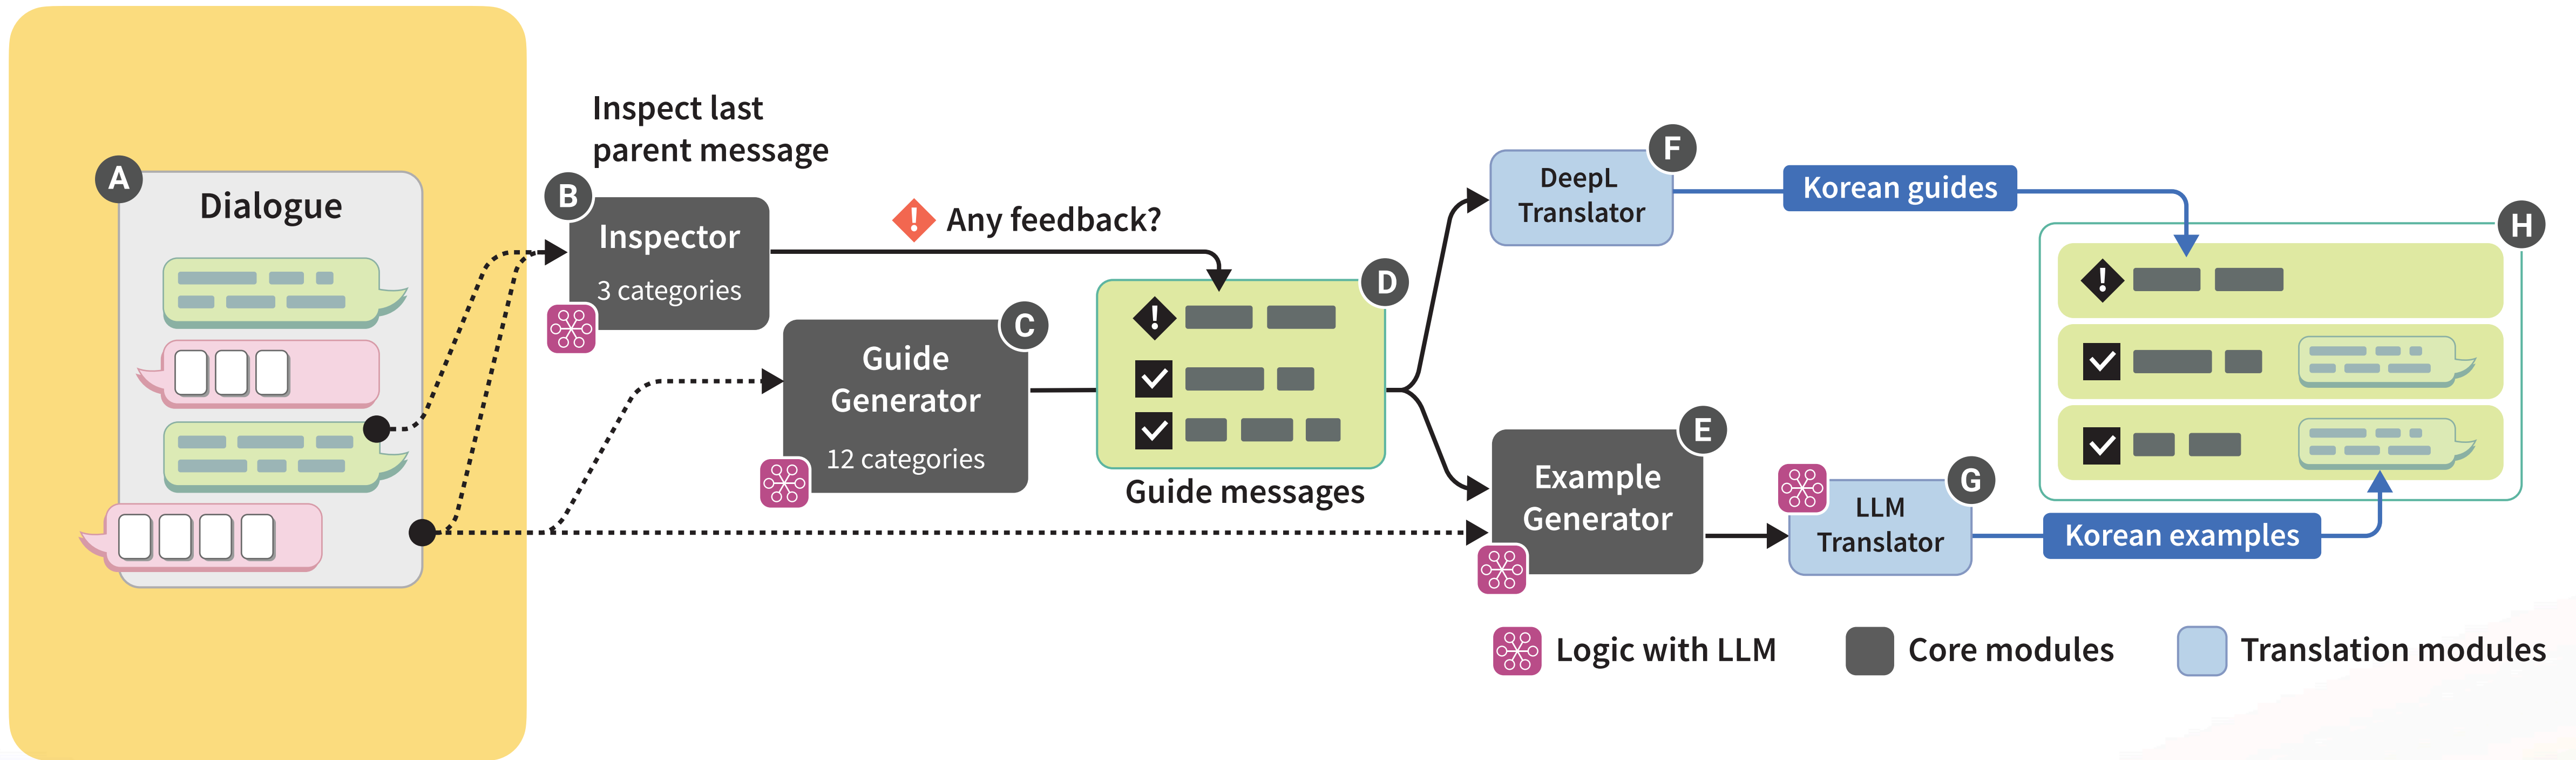 A
Dialogue
Inspect last
parent message
B
Inspector
3 categories
! Any feedback?
C
Guide
Generator
12 categories
D
!
Guide messages
E
Example
Generator
F
DeepL
Translator
G
LLM
Translator
Korean guides
Korean examples
H
!
Logic with LLM
Core modules
Translation modules